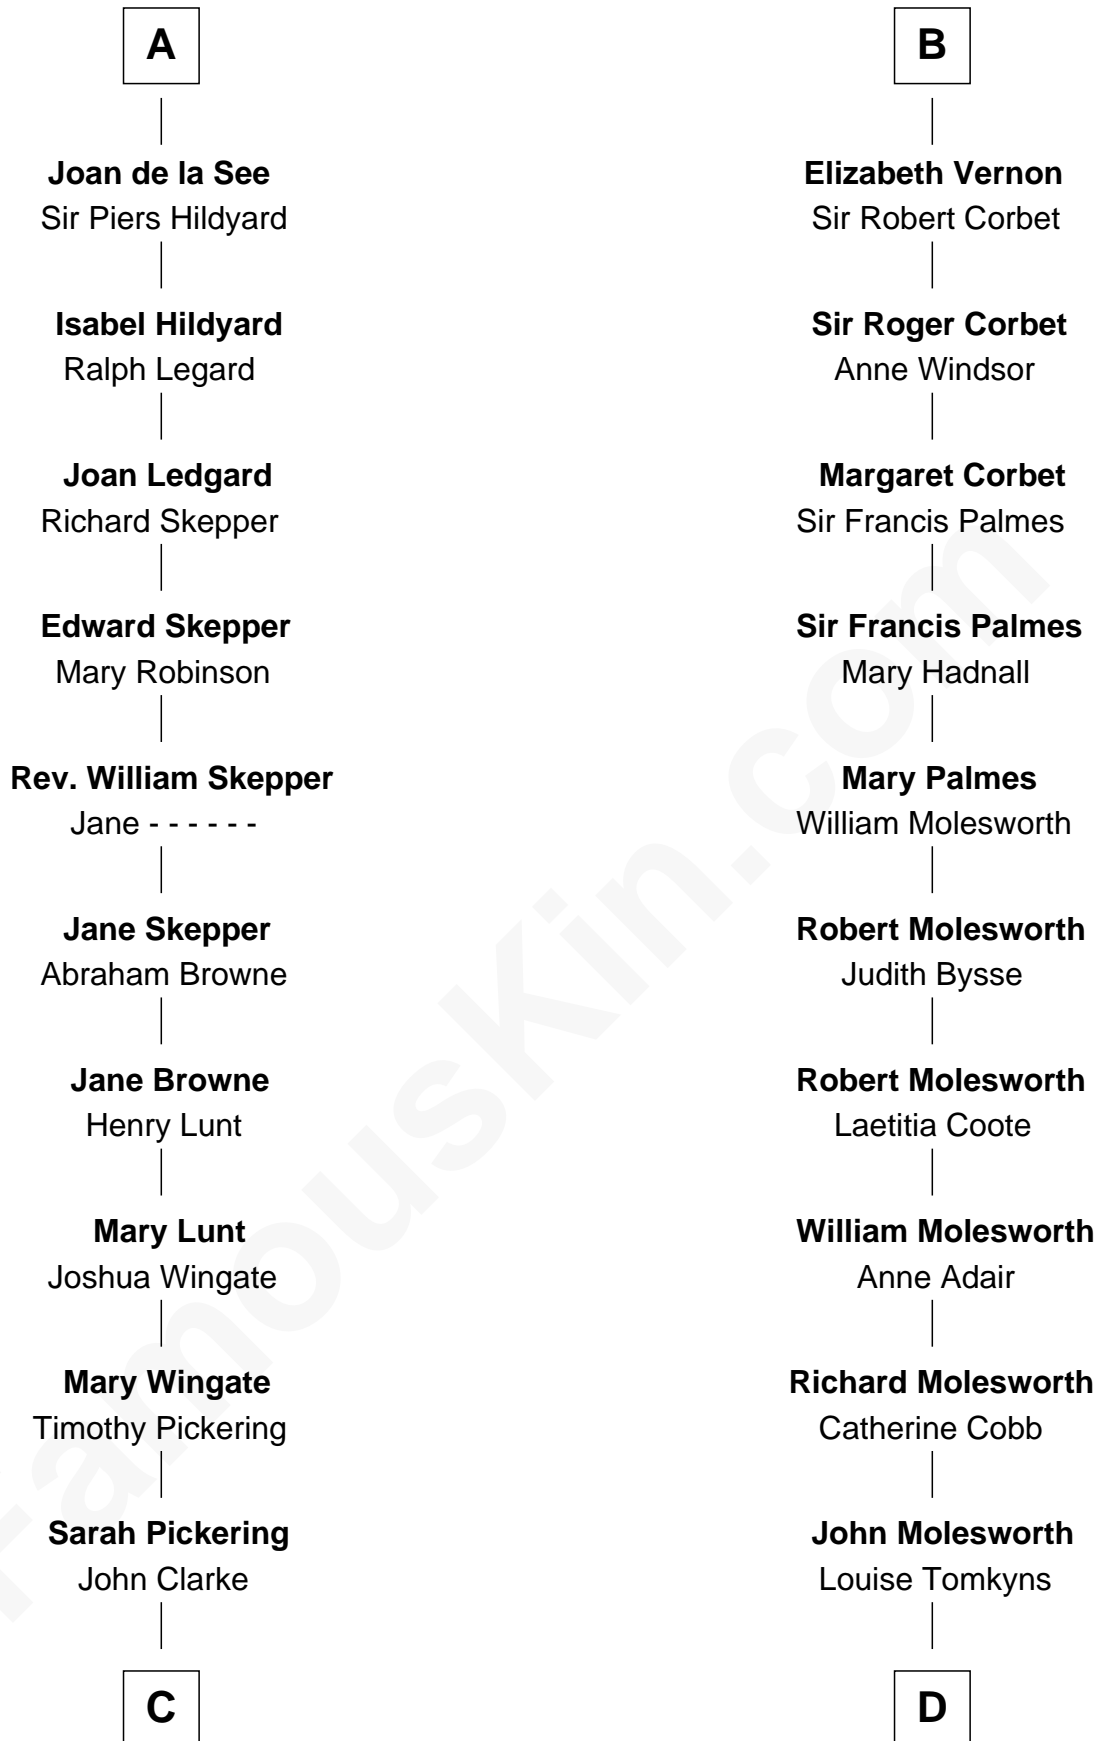 A
Joan de la See
Sir Piers Hildyard
Isabel Hildyard
Ralph Legard
Joan Ledgard
Richard Skepper
Edward Skepper
Mary Robinson
Rev. William Skepper
Jane - - - - - -
Jane Skepper
Abraham Browne
Jane Browne
Henry Lunt
Mary Lunt
Joshua Wingate
Mary Wingate
Timothy Pickering
Sarah Pickering
John Clarke
C
B
Elizabeth Vernon
Sir Robert Corbet
Sir Roger Corbet
Anne Windsor
Margaret Corbet
Sir Francis Palmes
Sir Francis Palmes
Mary Hadnall
Mary Palmes
William Molesworth
Robert Molesworth
Judith Bysse
Robert Molesworth
Laetitia Coote
William Molesworth
Anne Adair
Richard Molesworth
Catherine Cobb
John Molesworth
Louise Tomkyns
D
FamousKin.com